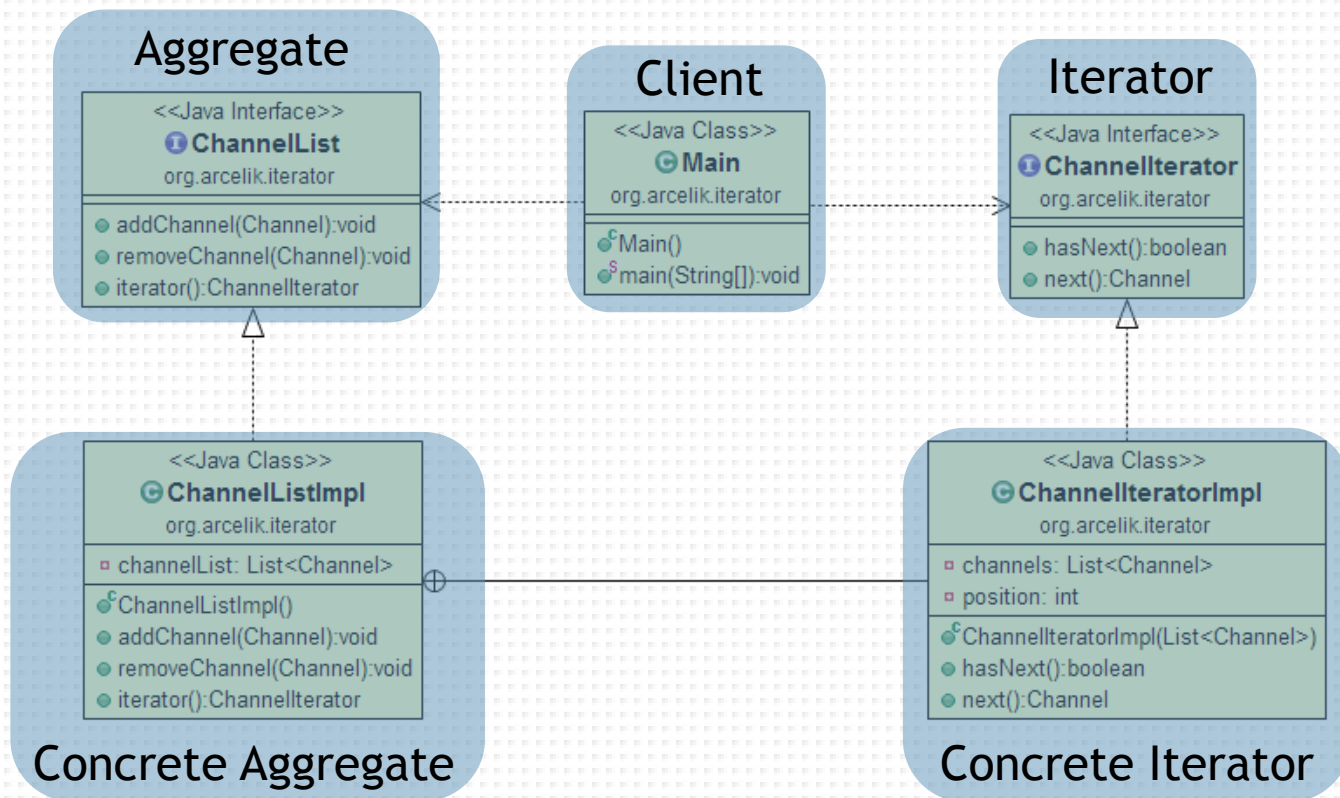 Aggregate
<<Java Interface>>
ChannelList
org.arcelik.iterator
addChannel(Channel):void
removeChannel(Channel):void
iterator():ChannelIterator
Client
<<Java Class>>
Main
org.arcelik.iterator
Main()
main(String[]):void
Iterator
<<Java Interface>>
ChannelIterator
org.arcelik.iterator
hasNext():boolean
next():Channel
<<Java Class>>
ChannelListImpl
org.arcelik.iterator
channelList: List<Channel>
ChannelListImpl()
addChannel(Channel):void
removeChannel(Channel):void
iterator():ChannelIterator
Concrete Aggregate
<<Java Class>>
ChannelIteratorImpl
org.arcelik.iterator
channels: List<Channel>
position: int
ChannelIteratorImpl(List<Channel>)
hasNext():boolean
next():Channel
Concrete Iterator